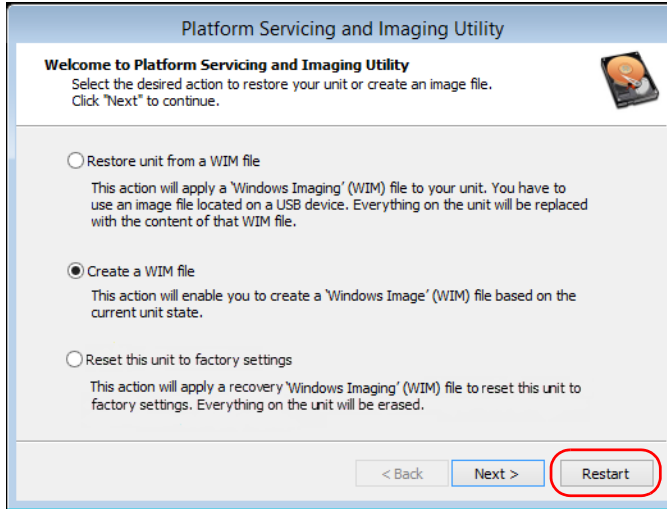 Platform Servicing and Imaging Utility
Welcome to Platform Servicing and Imaging Utility
Select the desired action to restore your unit or create an image file.
Click "Next" to continue.
Restore unit from a WIM file
This action will apply a 'Windows Imaging' (WIM) file to your unit. You have to
use an image file located on a USB device. Everything on the unit will be replaced
with the content of that WIM file.
Create a WIM file
This action will enable you to create a 'Windows Image' (WIM) file based on the
current unit state.
Reset this unit to factory settings
This action will apply a recovery 'Windows Imaging' (WIM) file to reset this unit to
factory settings. Everything on the unit will be erased.
< Back Next > Restart